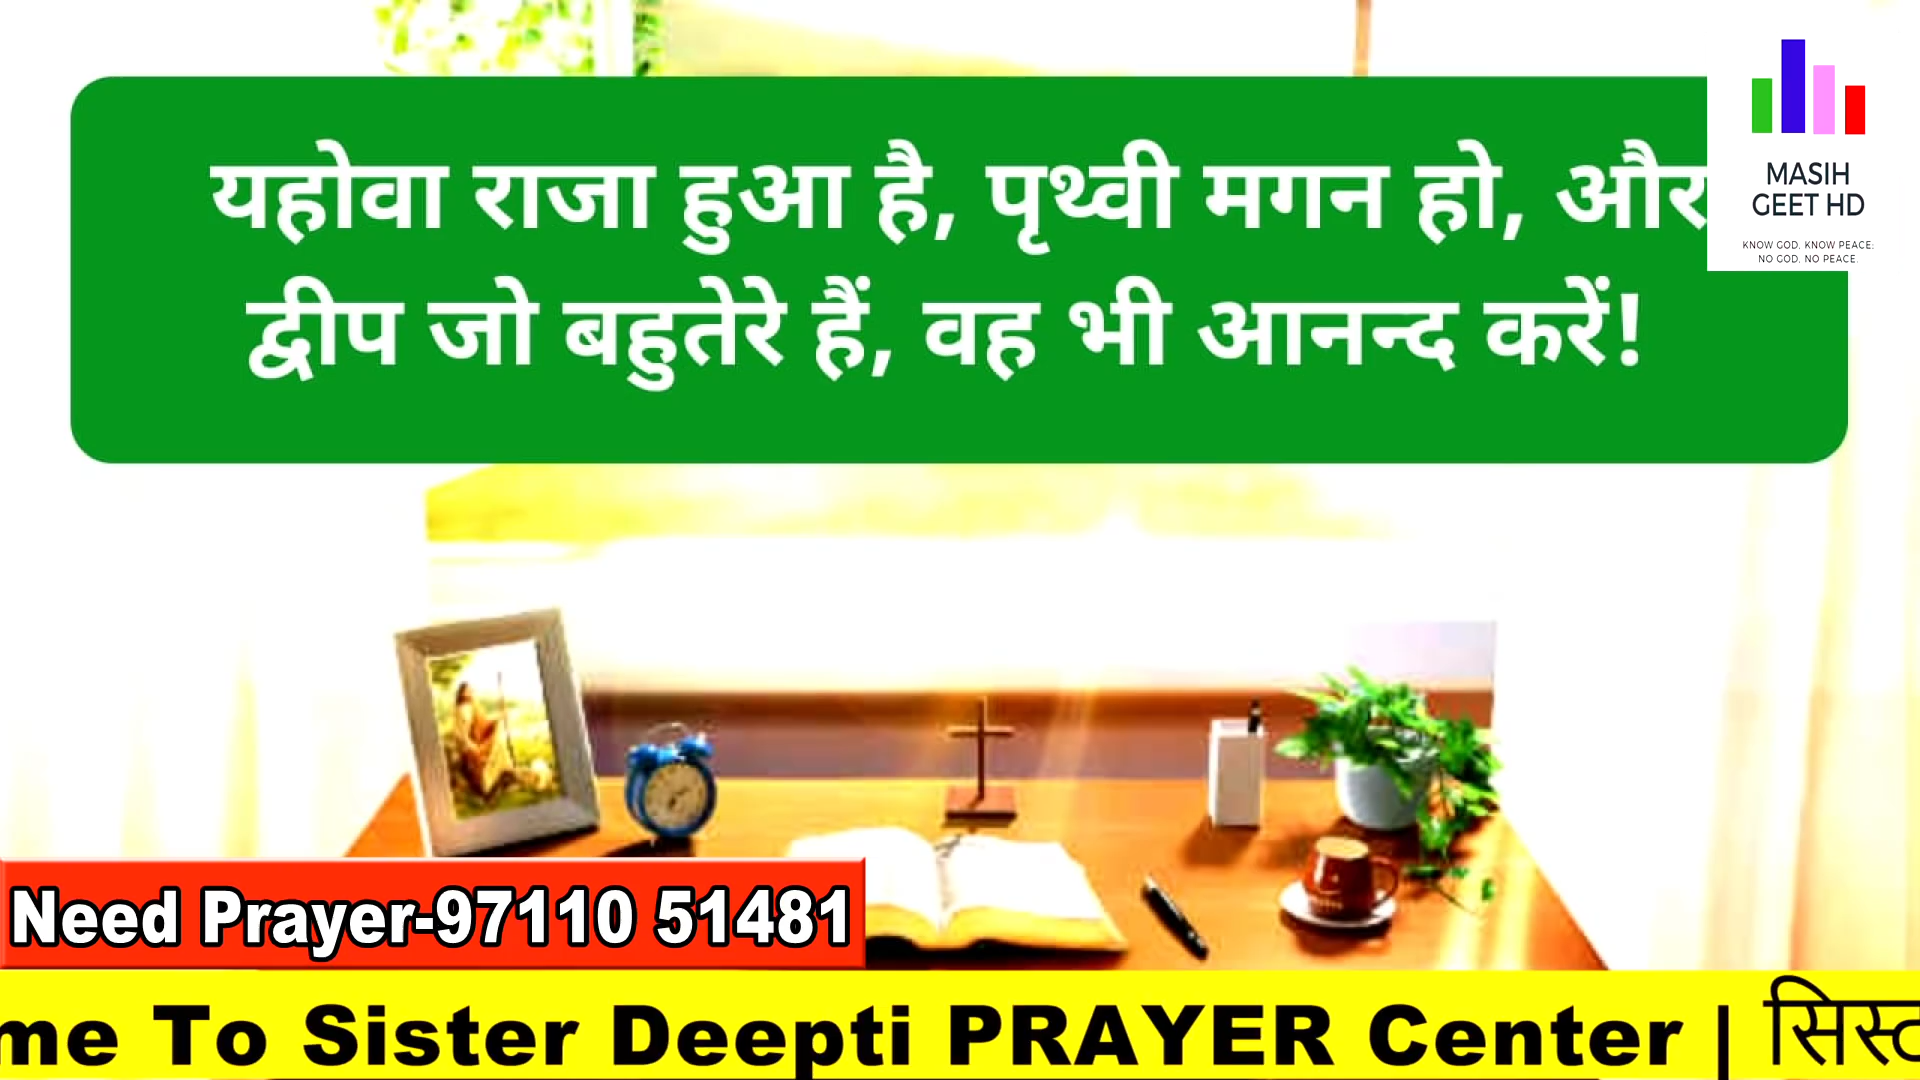 यहोवा राजा हुआ है, पृथ्वी मगन हो, और
द्वीप जो बहुतेरे हैं, वह भी आनन्द करें!
MASIH
GEET HD
KNOW GOD, KNOW PEACE;
NO GOD, NO PEACE.
Need Prayer-97110 51481
me To Sister Deepti PRAYER Center |